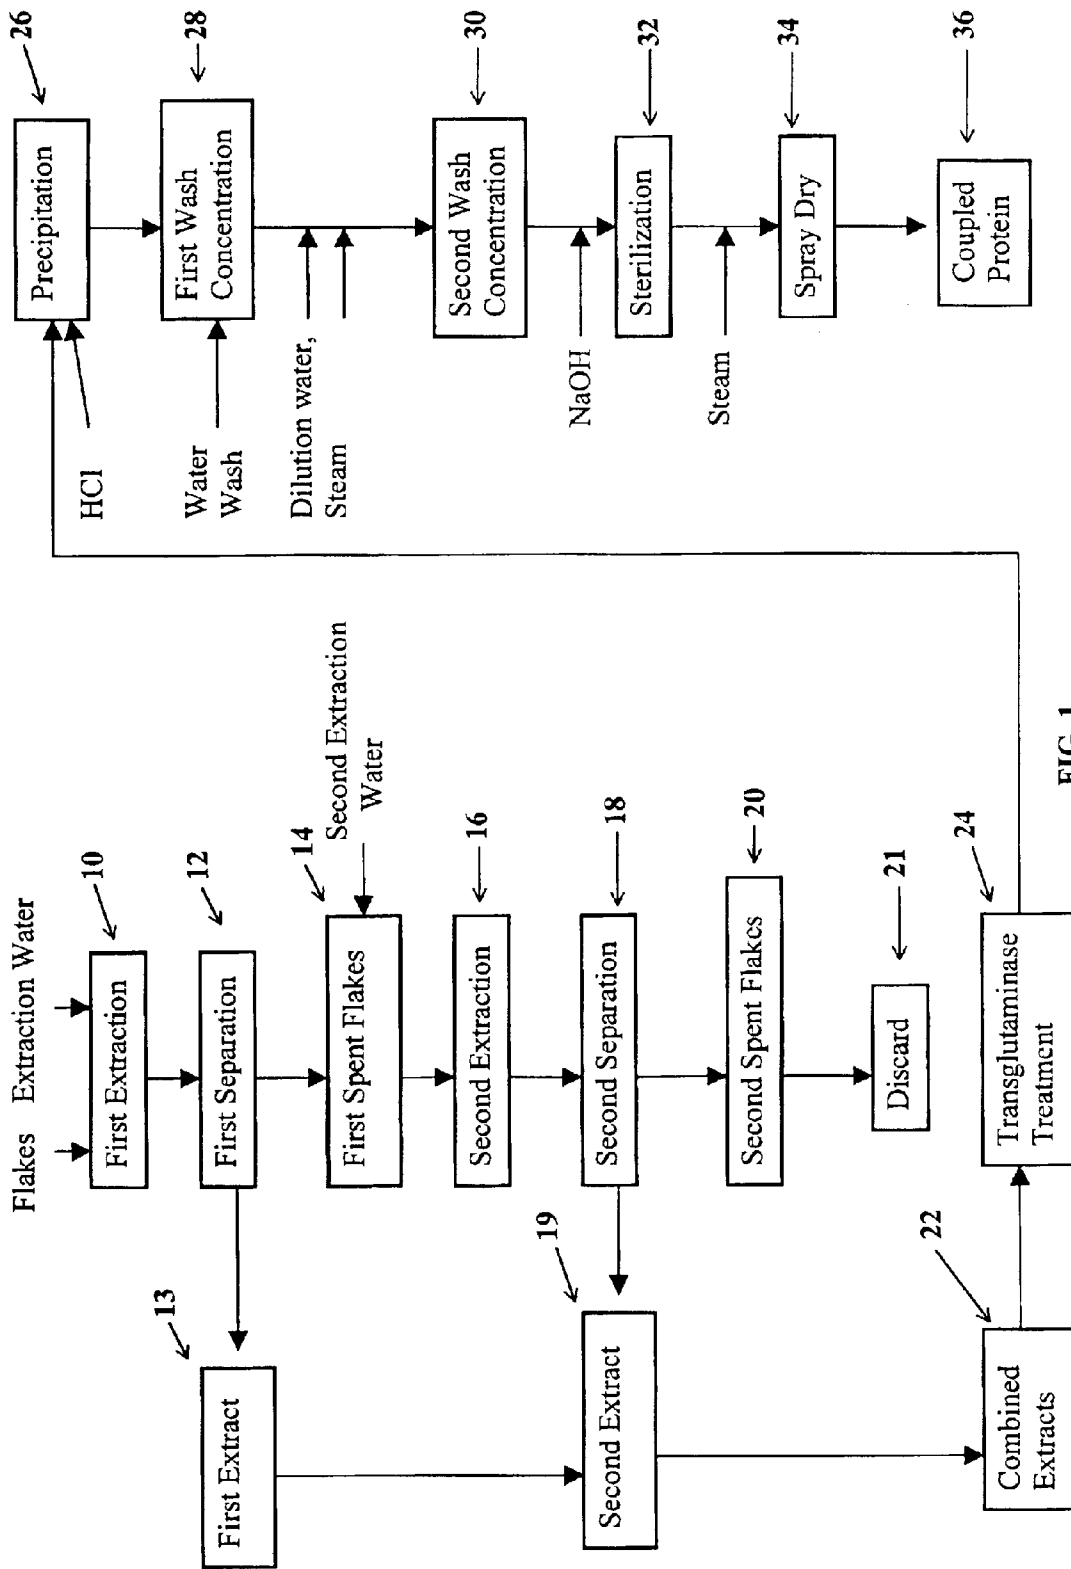 Flakes Extraction Water
First Extraction
10
First Separation
12
First Extract
13
First Spent Flakes
14
Second Extraction
Water
Second Extraction
16
Second Separation
18
Second Extract
19
Second Spent Flakes
20
Discard
21
Combined
Extracts
22
Transglutaminase
Treatment
24
Precipitation
26
HCl
First Wash
Concentration
28
Water
Wash
Dilution water,
Steam
Second Wash
Concentration
30
NaOH
Sterilization
32
Steam
Spray Dry
34
Coupled
Protein
36
FIG 1